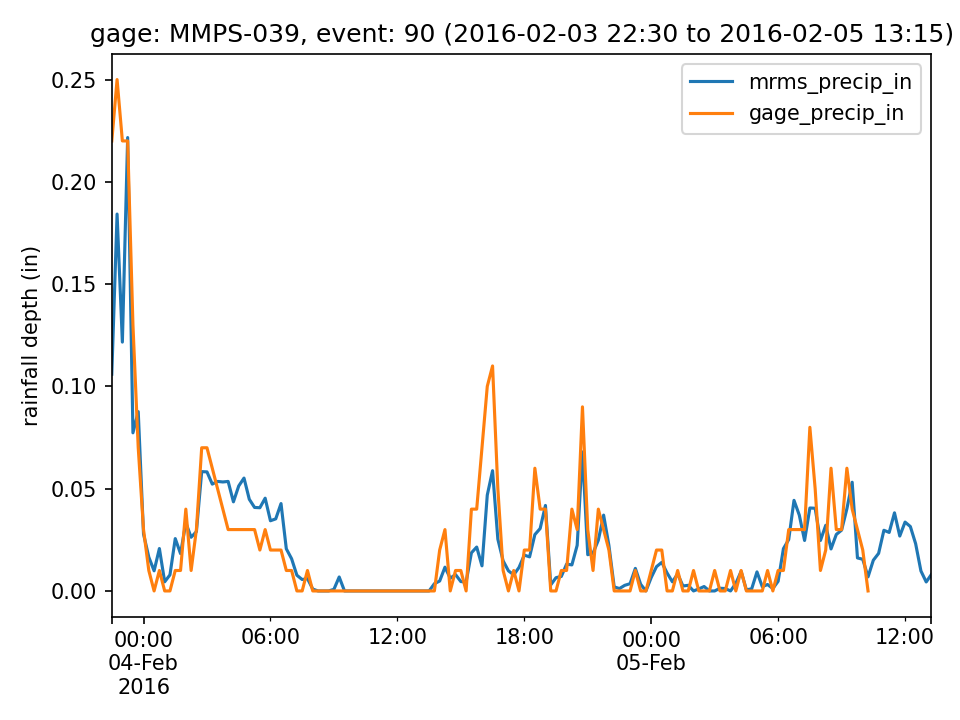 gage: MMPS-039, event: 90 (2016-02-03 22:30 to 2016-02-05 13:15)
mrms_precip_in
gage_precip_in
rainfall depth (in)
0.25
0.20
0.15
0.10
0.05
0.00
00:00 06:00 12:00 18:00 00:00 06:00 12:00
04-Feb 05-Feb
2016